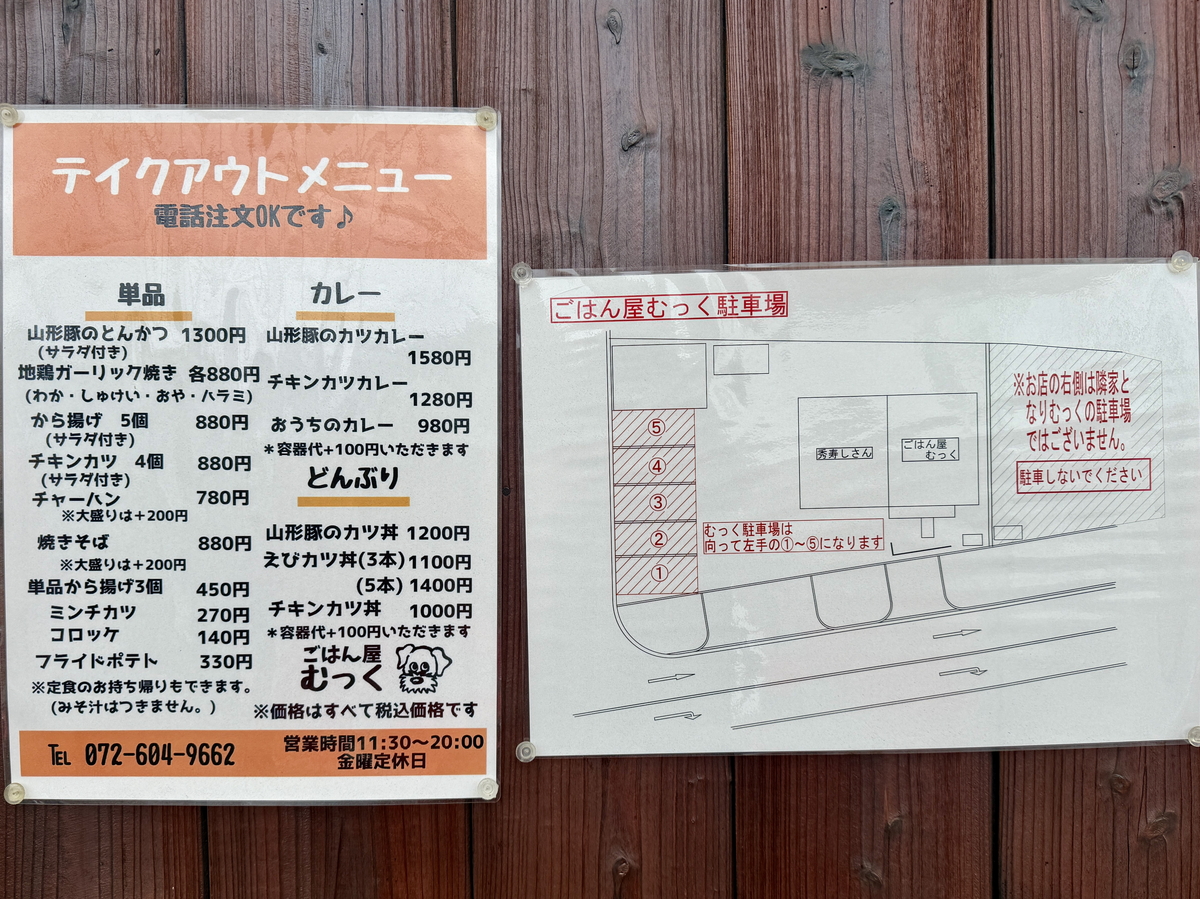 テイクアウトメニュー
電話注文OKです♪
単品
山形豚のとんかつ 1300円
(サラダ付き)
地鶏ガーリック焼き 各880円
(わか・しゅけい・おや・ハラミ)
から揚げ 5個 880円
(サラダ付き)
チキンカツ 4個 880円
(サラダ付き)
チャーハン 780円
※大盛りは+200円
焼きそば 880円
※大盛りは+200円
単品から揚げ3個 450円
ミンチカツ 270円
コロッケ 140円
フライドポテト 330円
※定食のお持ち帰りもできます。
(みそ汁はつきません。)
カレー
山形豚のカツカレー
1580円
チキンカツカレー
1280円
おうちのカレー 980円
*容器代+100円いただきます
どんぶり
山形豚のカツ丼 1200円
えびカツ丼(3本) 1100円
(5本) 1400円
チキンカツ丼 1000円
*容器代+100円いただきます
ごはん屋
むっく
※価格はすべて税込価格です
TEL 072-604-9662
営業時間11:30〜20:00
金曜定休日
ごはん屋むっく駐車場
⑤
④
③
②
①
秀寿しさん
ごはん屋
むっく
むっく駐車場は
向って左手の①〜⑤になります
※お店の右側は隣家と
なりむっくの駐車場
ではございません。
駐車しないでください